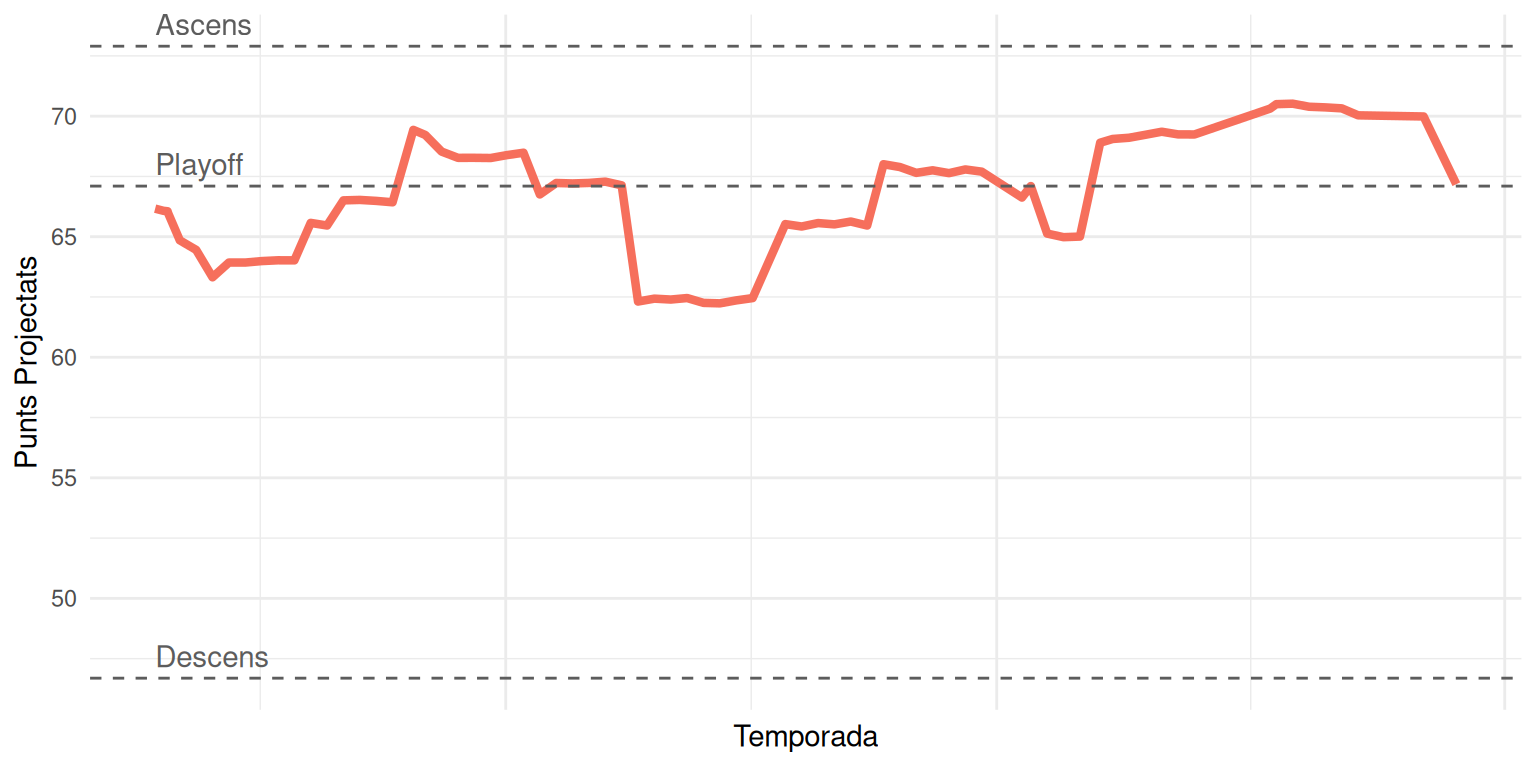 Ascens
70
Playoff
65
60
55
50
Descens
Punts Projectats
Temporada